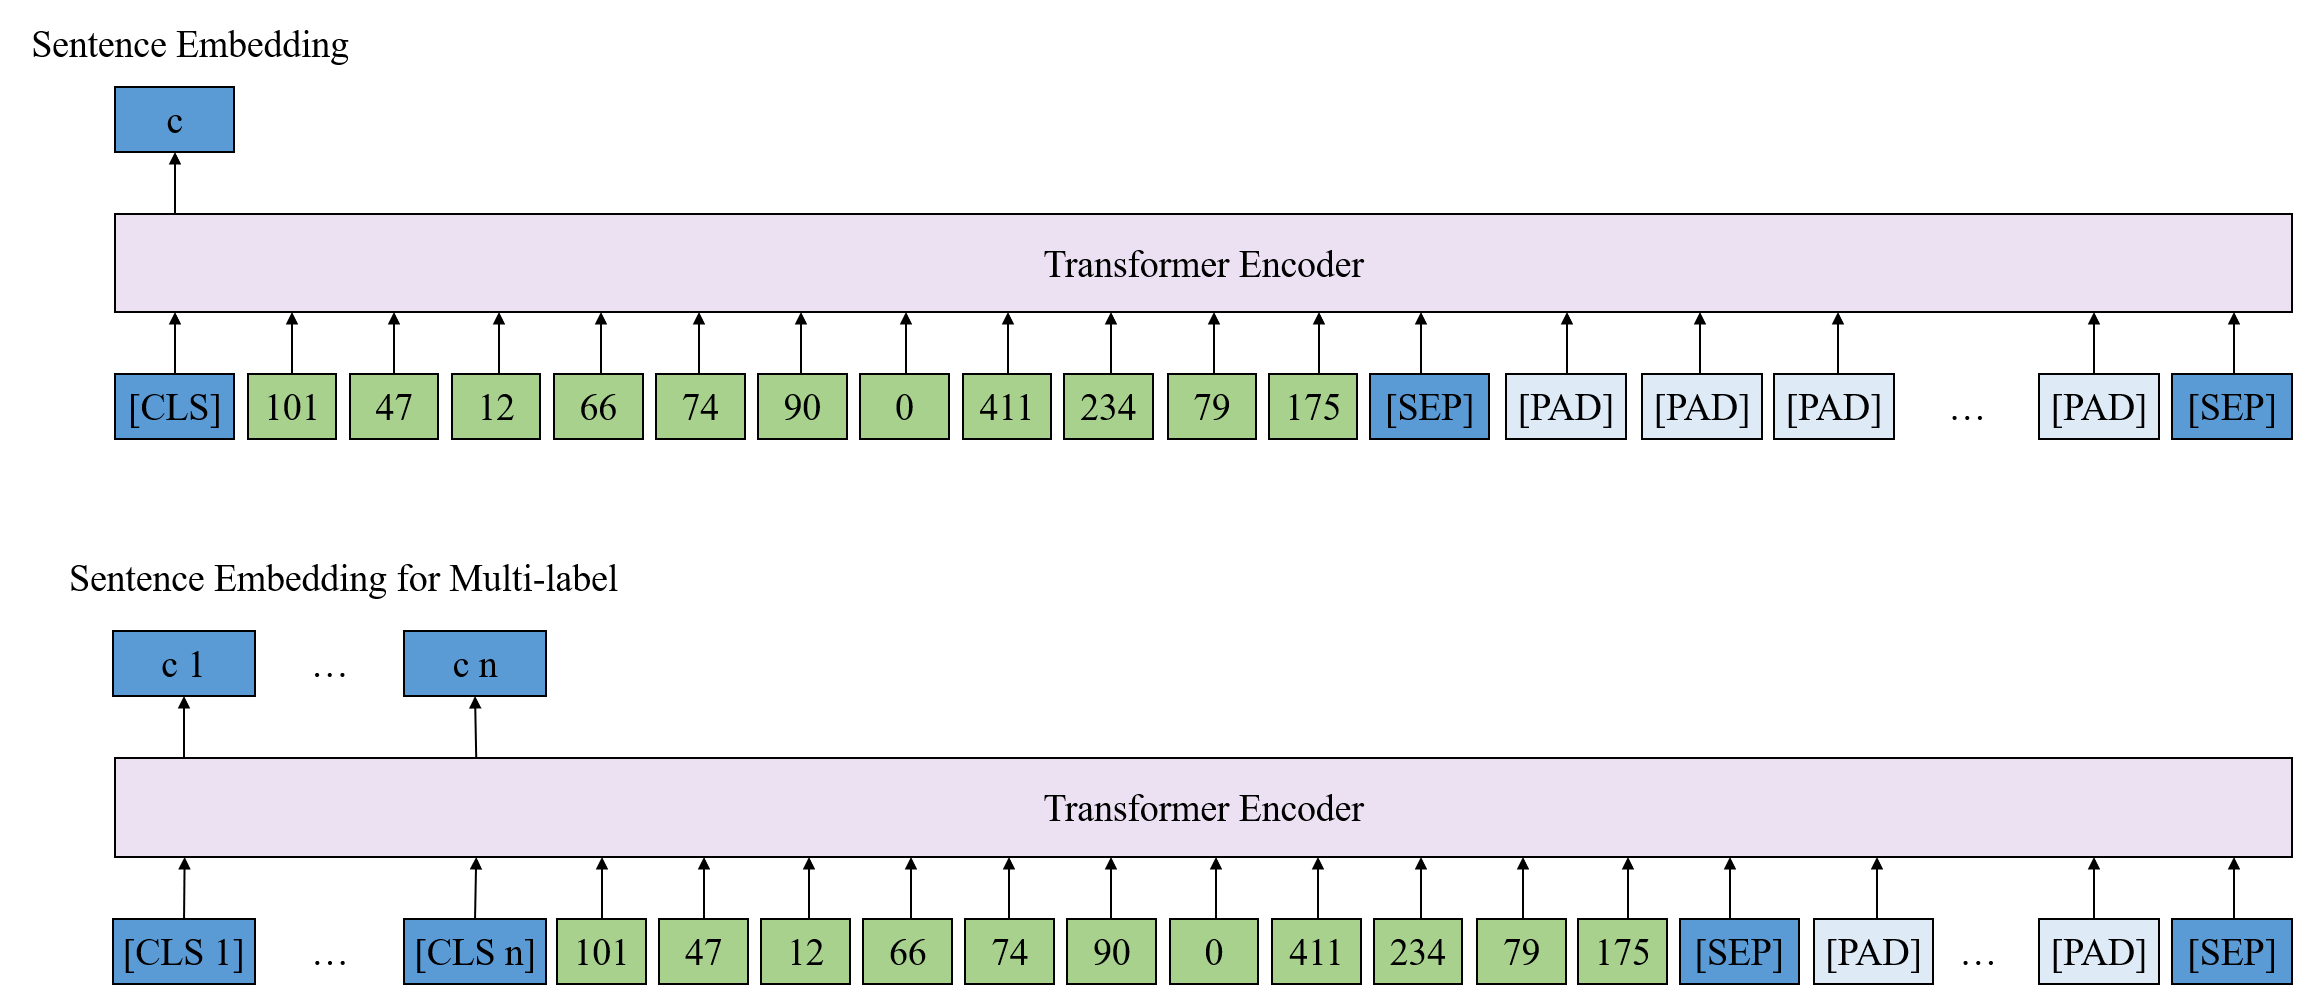 Sentence Embedding
c
Transformer Encoder
[CLS] 101 47 12 66 74 90 0 411 234 79 175 [SEP] [PAD] [PAD] [PAD] … [PAD] [SEP]
Sentence Embedding for Multi-label
c 1 … c n
Transformer Encoder
[CLS 1] … [CLS n] 101 47 12 66 74 90 0 411 234 79 175 [SEP] [PAD] … [PAD] [SEP]